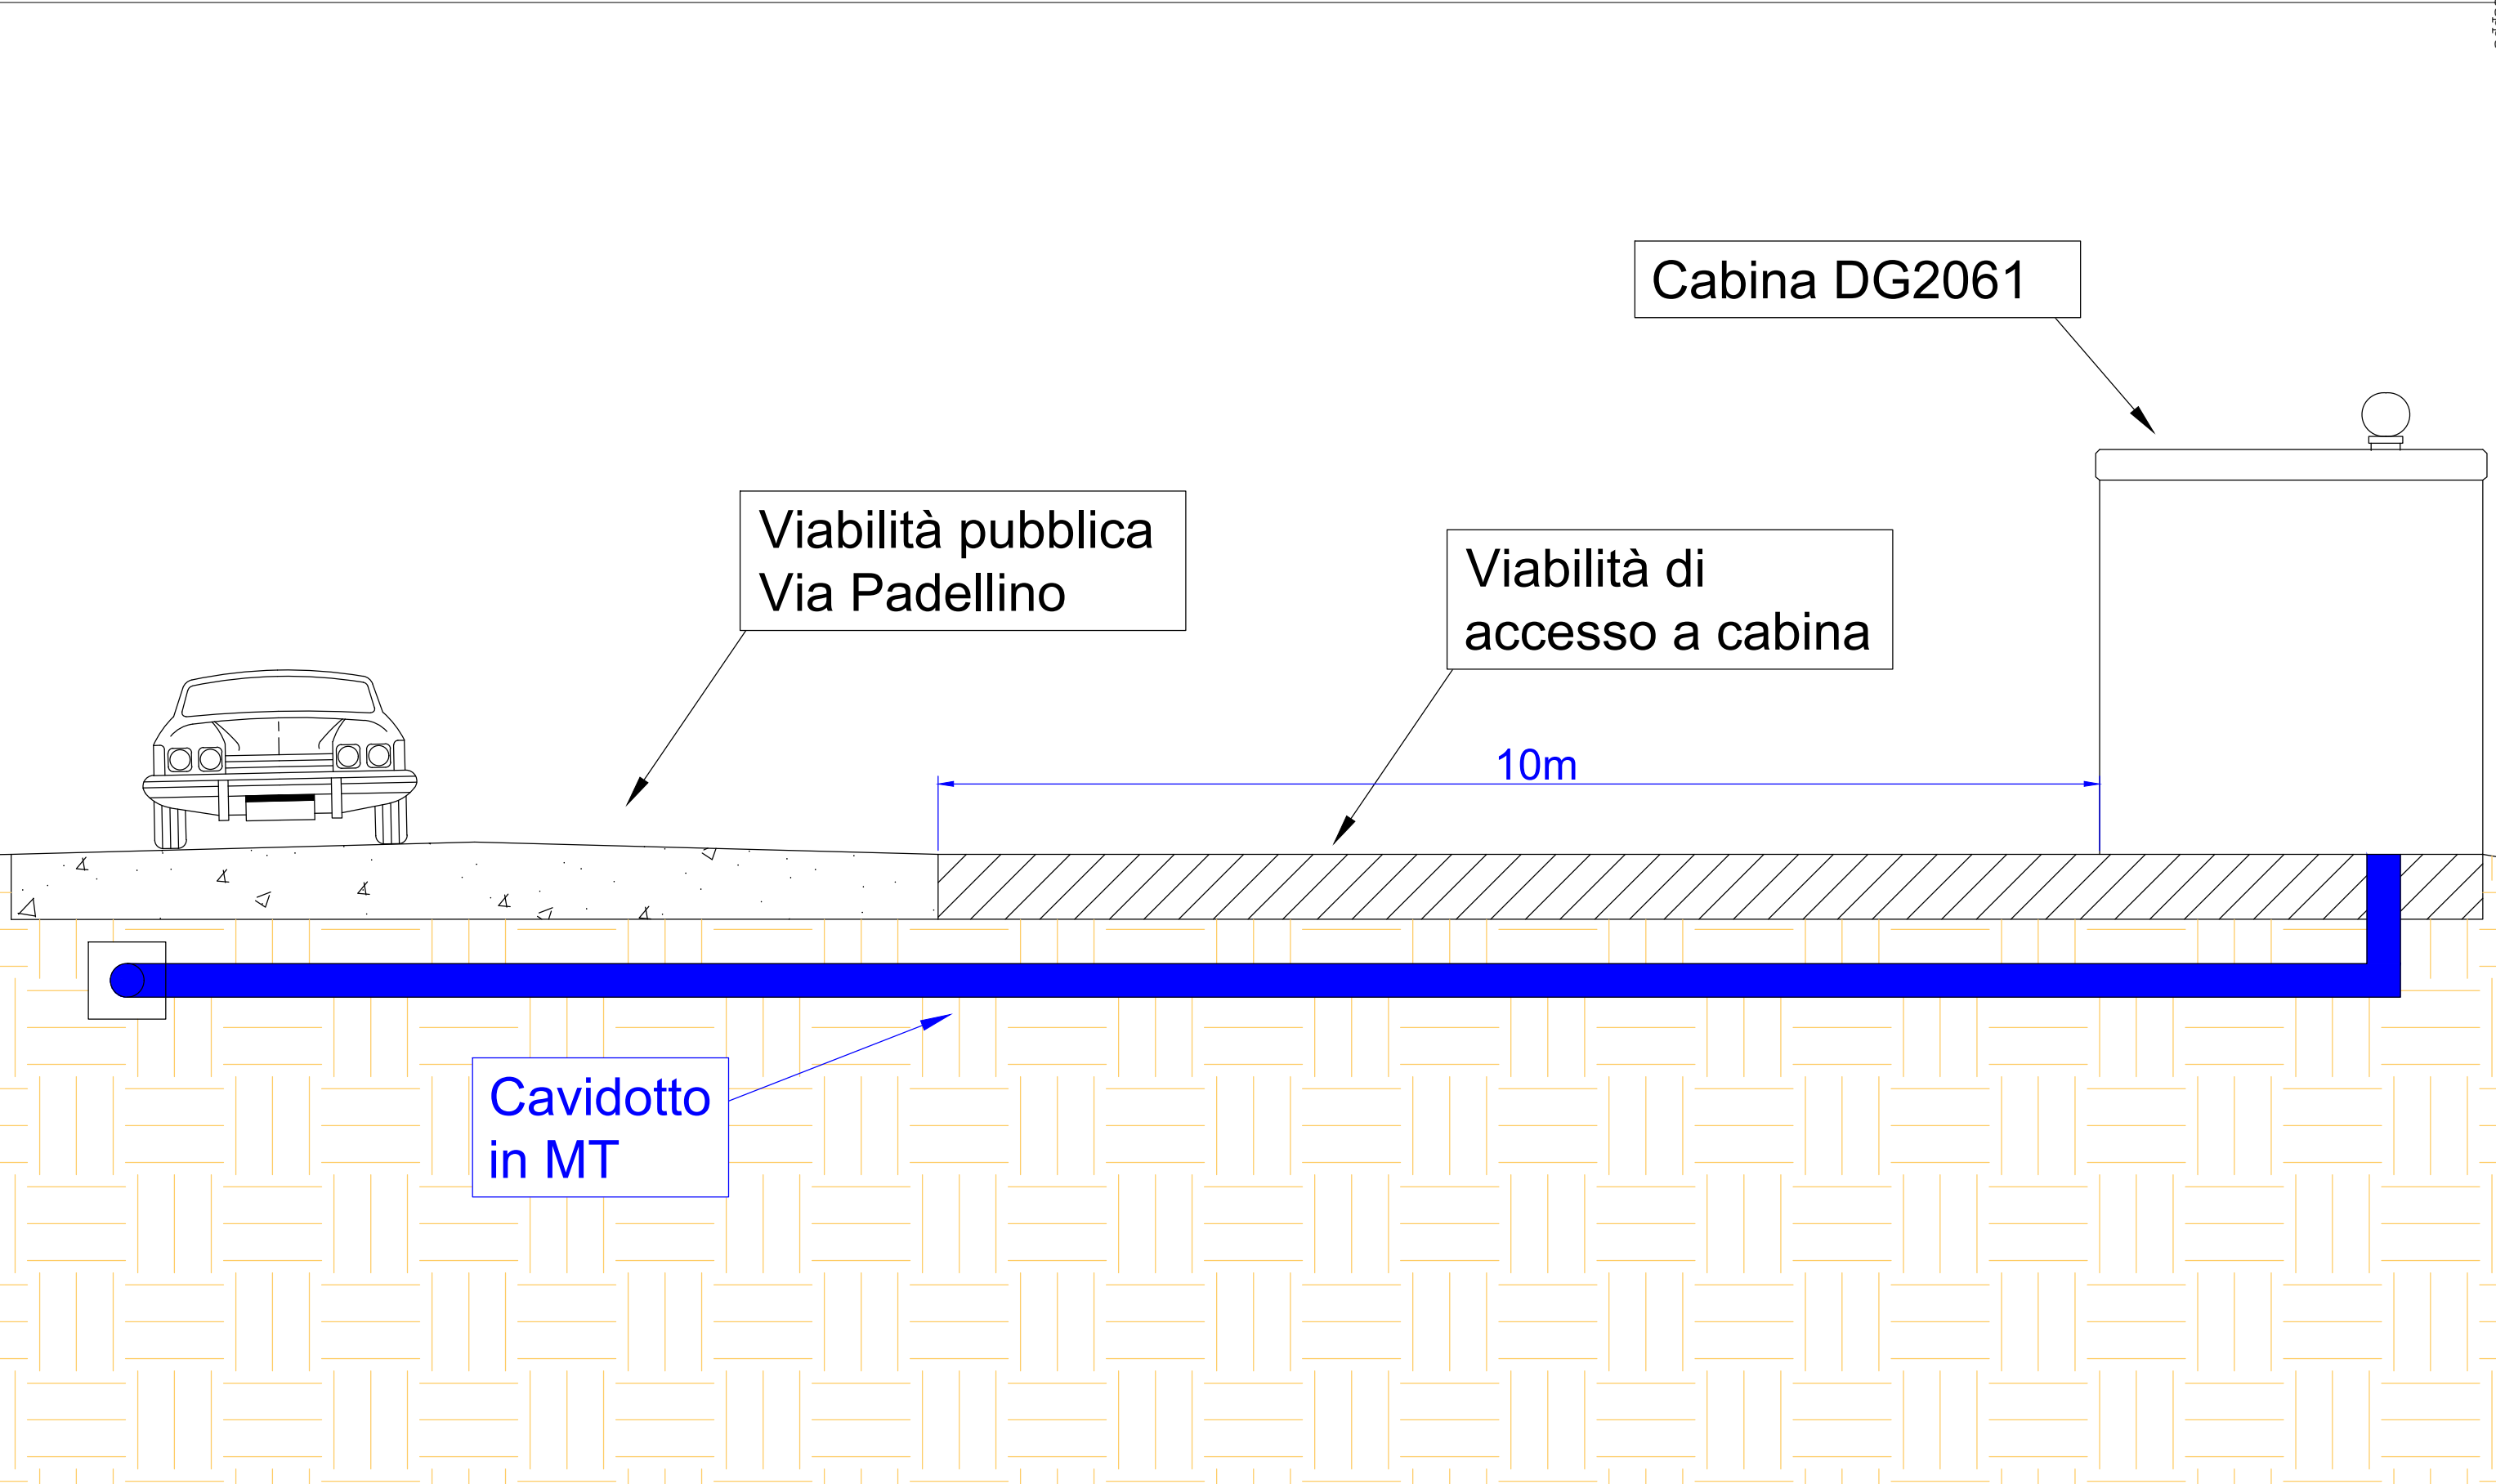 Cabina DG2061
Viabilità pubblica
Via Padellino
Viabilità di
accesso a cabina
10m
Cavidotto
in MT